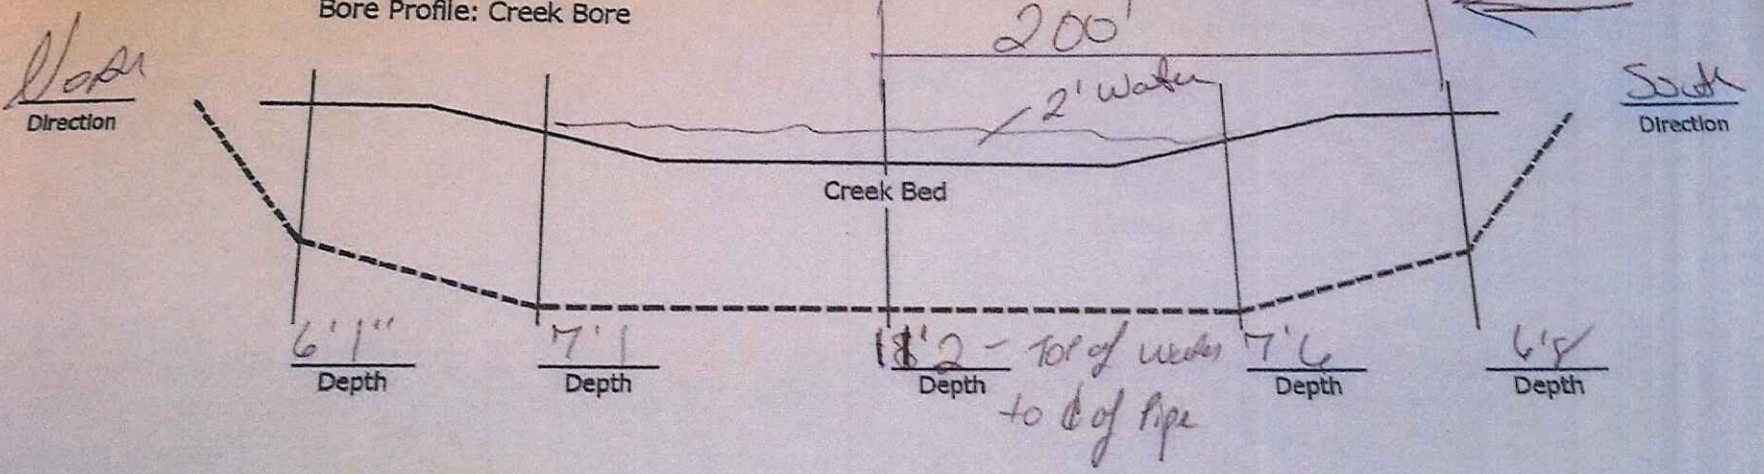 Bore Profile: Creek Bore
200'
2' Water
North
Direction
South
Direction
Creek Bed
6'1"
Depth
7'1
Depth
'2 - Top of water
Depth
to ℄ of Pipe
7'6
Depth
6'8
Depth